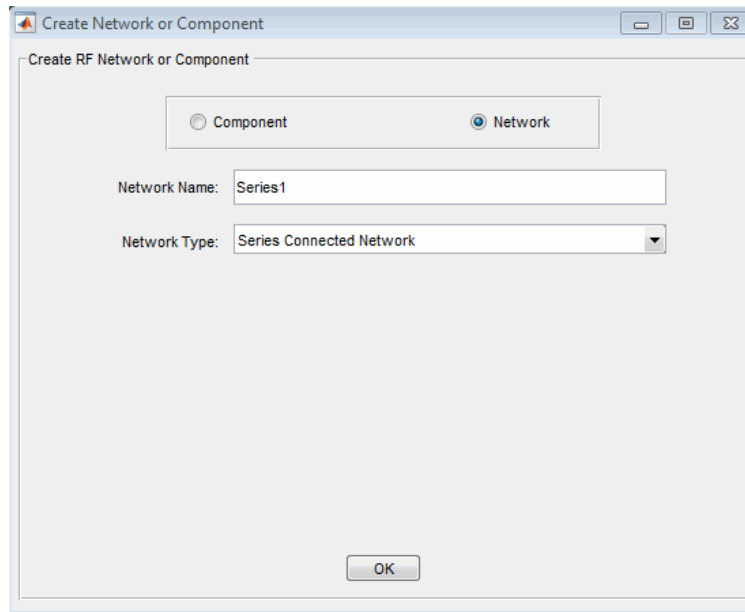 Create Network or Component
Create RF Network or Component
Component
Network
Network Name: Series1
Network Type: Series Connected Network
OK